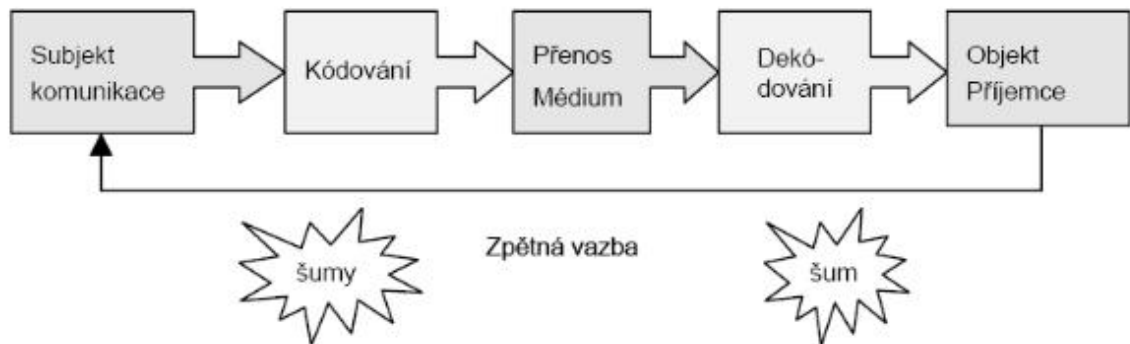 Subjekt
komunikace
Kódování
Přenos
Médium
Dekó-
dování
Objekt
Příjemce
Zpětná vazba
šumy
šum